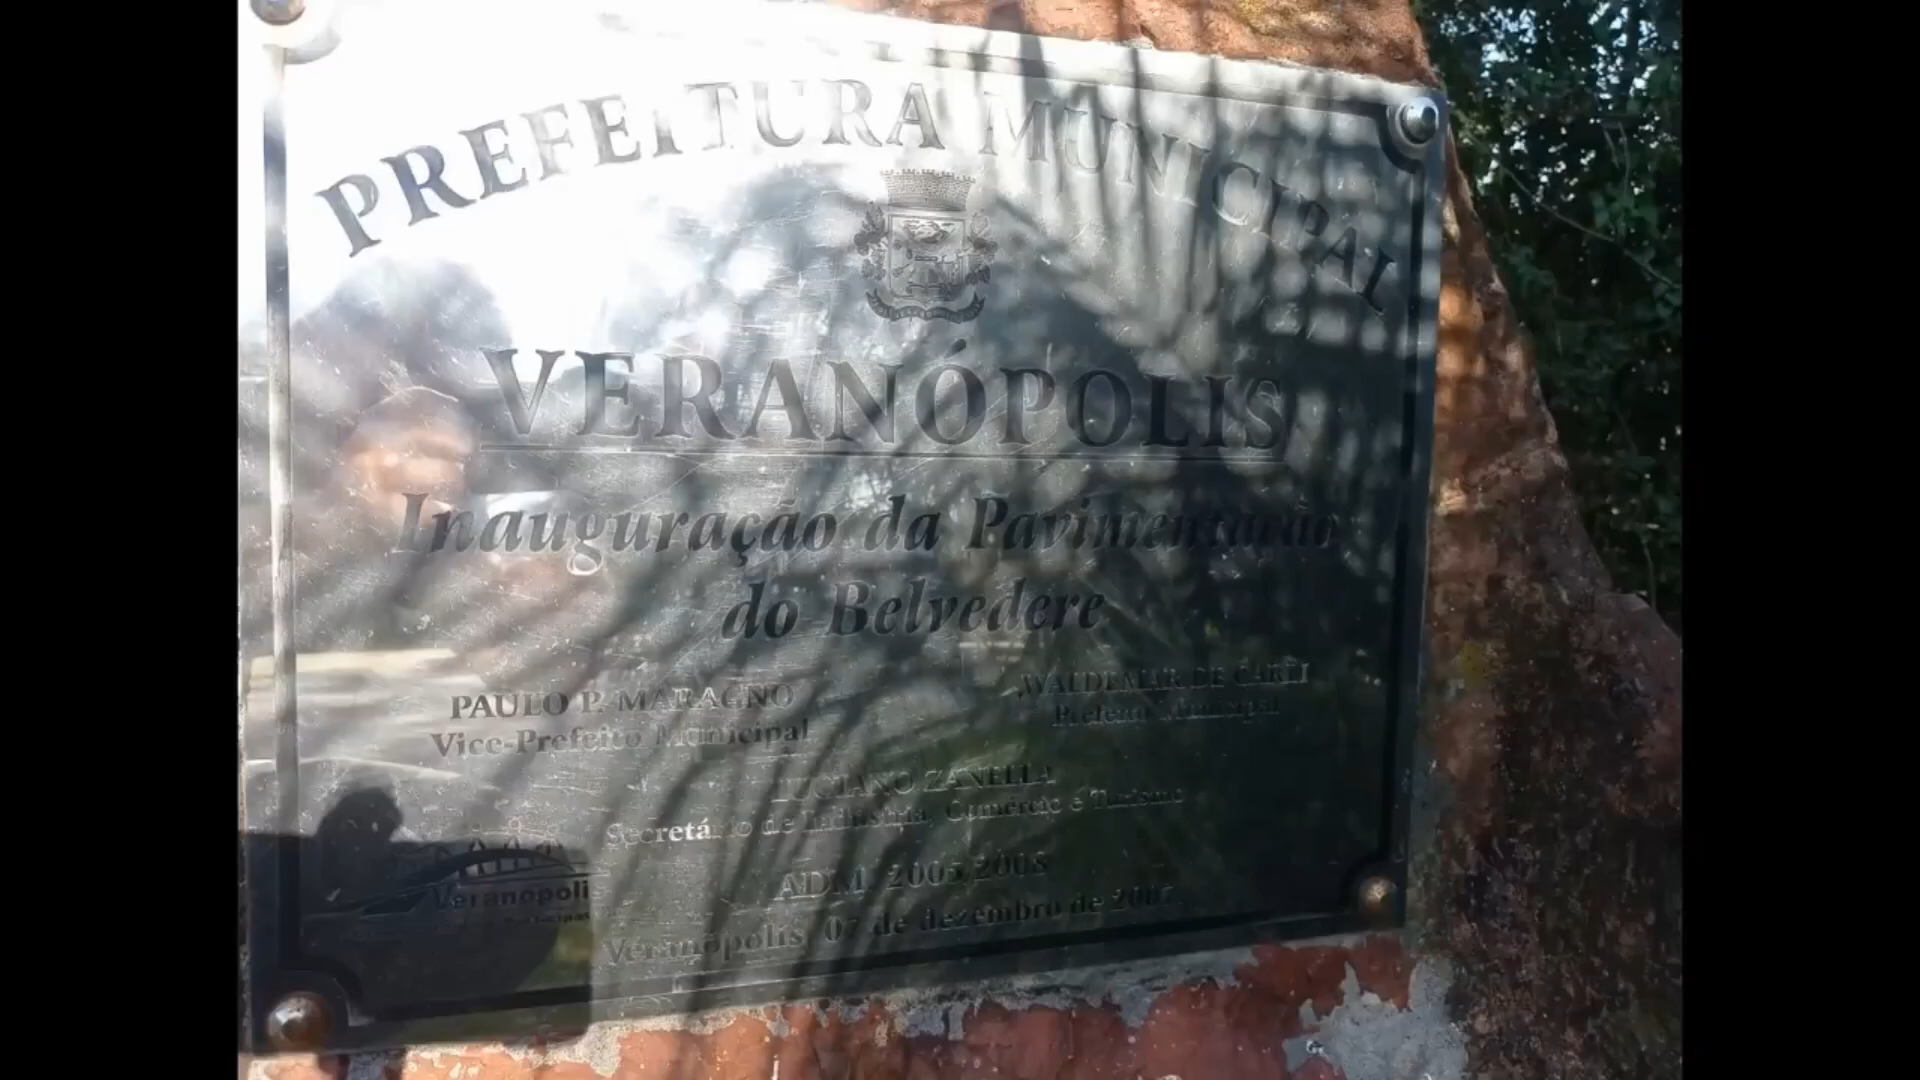 PREFEITURA MUNICIPAL
VERANÓPOLIS
Inauguração da Pavimentação
do Belvedere
PAULO P. MARAGNO
Vice-Prefeito Municipal
WALDEMAR DE CARLI
Prefeito Municipal
LUCIANO ZANELLA
Secretário de Indústria, Comércio e Turismo
ADM. 2005/2008
Veranópolis, 07 de dezembro de 2007.
Veranópolis